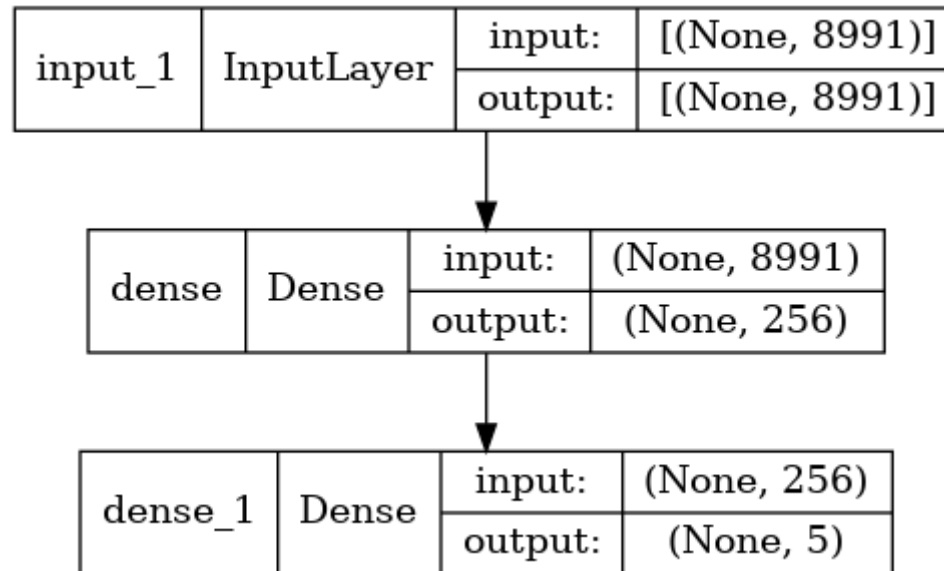 input_1 InputLayer input: [(None, 8991)]
output: [(None, 8991)]
dense Dense input: (None, 8991)
output: (None, 256)
dense_1 Dense input: (None, 256)
output: (None, 5)